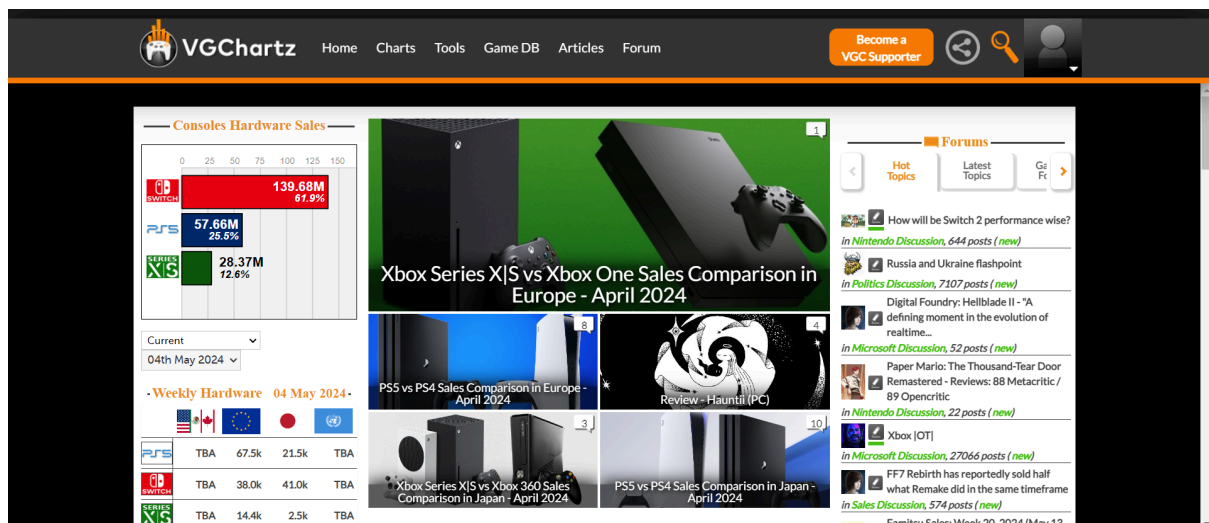 VGChartz
Home
Charts
Tools
Game DB
Articles
Forum
Become a
VGC Supporter
Consoles Hardware Sales
0 25 50 75 100 125 150
SWITCH
139.68M
61.9%
PS5
57.66M
25.5%
SERIES
X|S
28.37M
12.6%
Current
04th May 2024
- Weekly Hardware 04 May 2024 -
PS5 TBA 67.5k 21.5k TBA
SWITCH TBA 38.0k 41.0k TBA
SERIES
X|S TBA 14.4k 2.5k TBA
1
Xbox Series X|S vs Xbox One Sales Comparison in
Europe - April 2024
8
PS5 vs PS4 Sales Comparison in Europe -
April 2024
4
Review - Hauntii (PC)
3
Xbox Series X|S vs Xbox 360 Sales
Comparison in Japan - April 2024
10
PS5 vs PS4 Sales Comparison in Japan -
April 2024
Forums
Hot
Topics
Latest
Topics
How will be Switch 2 performance wise?
in Nintendo Discussion, 644 posts ( new)
Russia and Ukraine flashpoint
in Politics Discussion, 7107 posts ( new)
Digital Foundry: Hellblade II - "A
defining moment in the evolution of
realtime...
in Microsoft Discussion, 52 posts ( new)
Paper Mario: The Thousand-Tear Door
Remastered - Reviews: 88 Metacritic /
89 Opencritic
in Nintendo Discussion, 22 posts ( new)
Xbox |OT|
in Microsoft Discussion, 27066 posts ( new)
FF7 Rebirth has reportedly sold half
what Remake did in the same timeframe
in Sales Discussion, 574 posts ( new)
Famitsu Sales: Week 20, 2024 (May 13